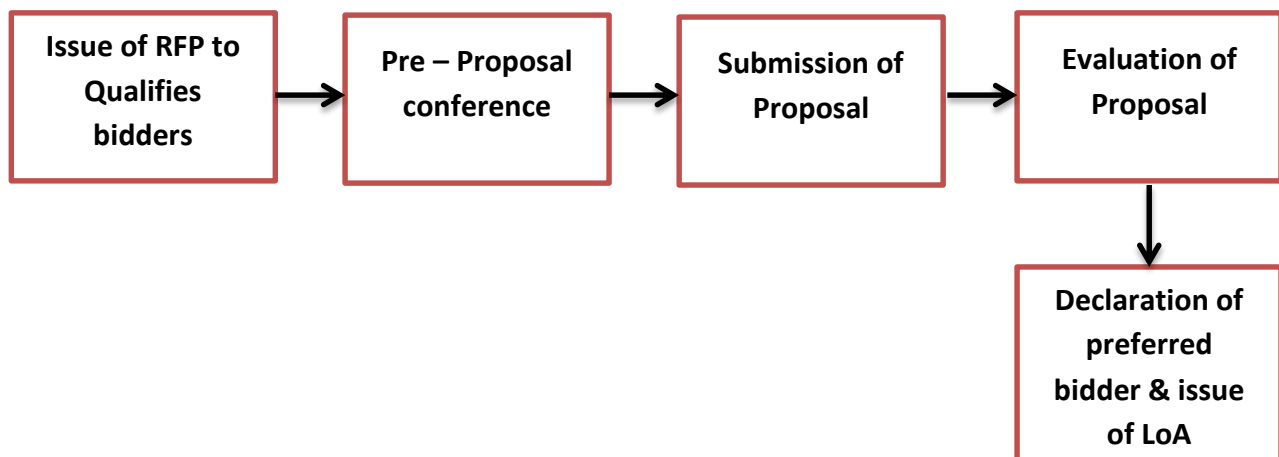 Issue of RFP to
Qualifies
bidders
Pre – Proposal
conference
Submission of
Proposal
Evaluation of
Proposal
Declaration of
preferred
bidder & issue
of LoA